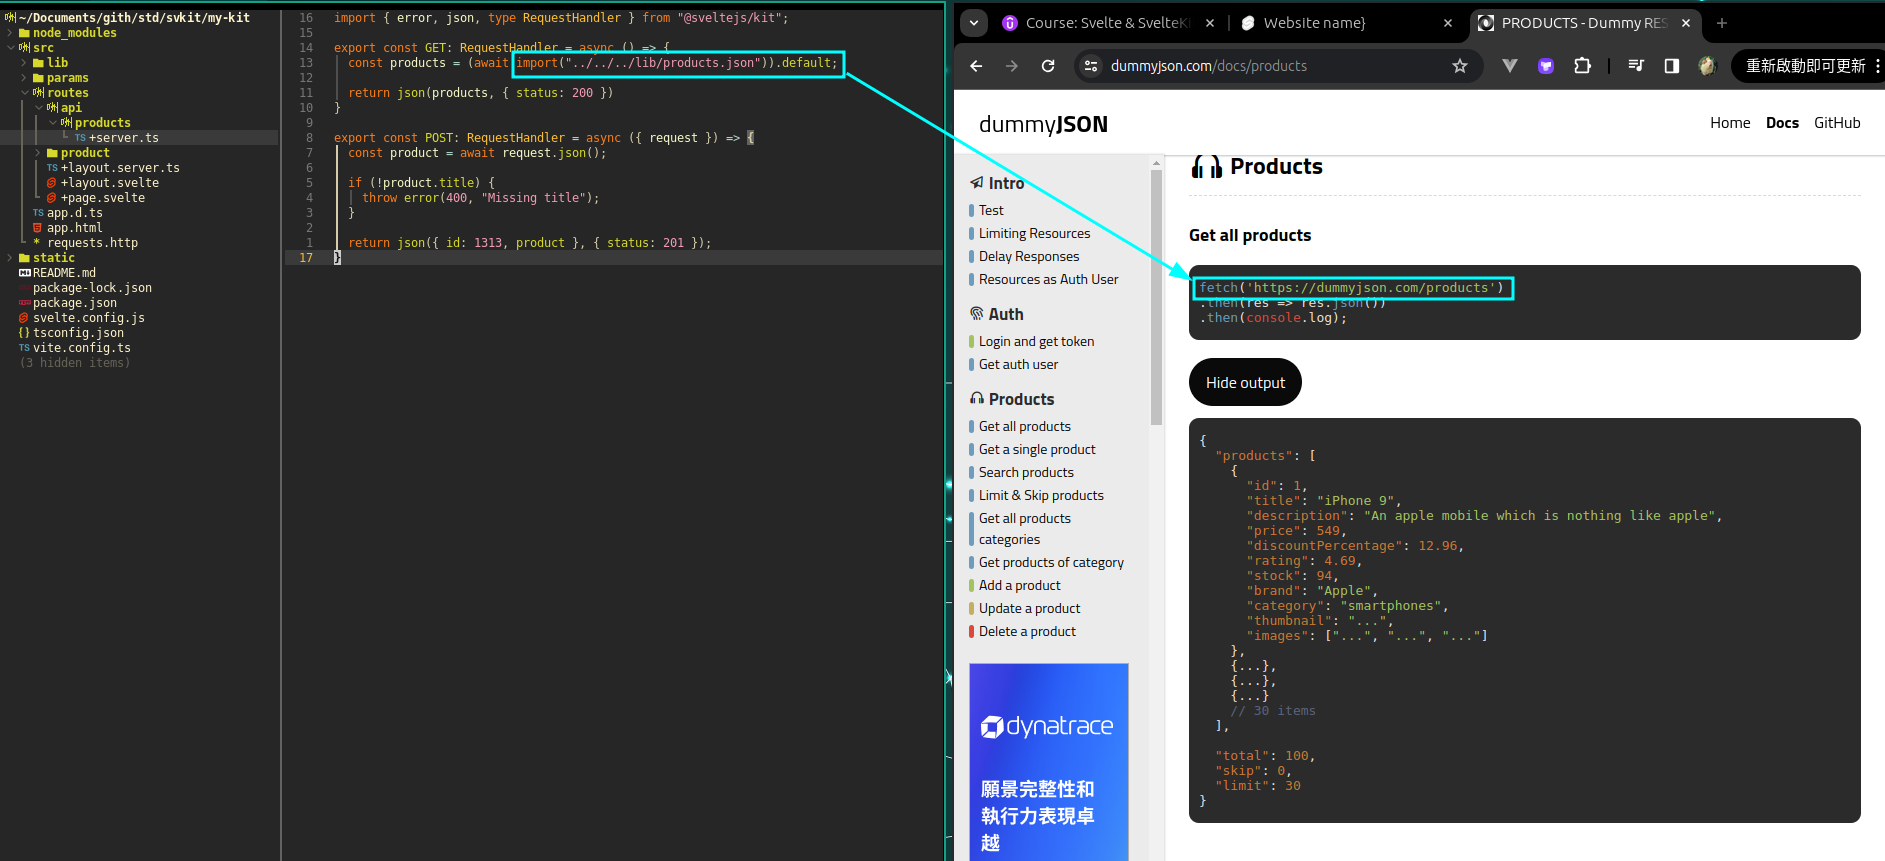 ~/Documents/gith/std/svkit/my-kit
node_modules
src
lib
params
routes
api
products
TS +server.ts
product
TS +layout.server.ts
+layout.svelte
+page.svelte
TS app.d.ts
app.html
* requests.http
static
README.md
package-lock.json
package.json
svelte.config.js
{} tsconfig.json
TS vite.config.ts
(3 hidden items)
16 import { error, json, type RequestHandler } from "@sveltejs/kit";
15
14 export const GET: RequestHandler = async () => {
13 const products = (await import("../../../lib/products.json")).default;
12
11 return json(products, { status: 200 })
10 }
9
8 export const POST: RequestHandler = async ({ request }) => {
7 const product = await request.json();
6
5 if (!product.title) {
4 throw error(400, "Missing title");
3 }
2
1 return json({ id: 1313, product }, { status: 201 });
17 }
Course: Svelte & SvelteK
Website name}
PRODUCTS - Dummy RES
dummyjson.com/docs/products
重新啟動即可更新
dummyJSON
Home Docs GitHub
Intro
Test
Limiting Resources
Delay Responses
Resources as Auth User
Auth
Login and get token
Get auth user
Products
Get all products
Get a single product
Search products
Limit & Skip products
Get all products
categories
Get products of category
Add a product
Update a product
Delete a product
dynatrace
願景完整性和
執行力表現卓
越
Products
Get all products
fetch('https://dummyjson.com/products')
.then(res => res.json())
.then(console.log);
Hide output
{
"products": [
{
"id": 1,
"title": "iPhone 9",
"description": "An apple mobile which is nothing like apple",
"price": 549,
"discountPercentage": 12.96,
"rating": 4.69,
"stock": 94,
"brand": "Apple",
"category": "smartphones",
"thumbnail": "...",
"images": ["...", "...", "..."]
},
{...},
{...},
{...}
// 30 items
],
"total": 100,
"skip": 0,
"limit": 30
}